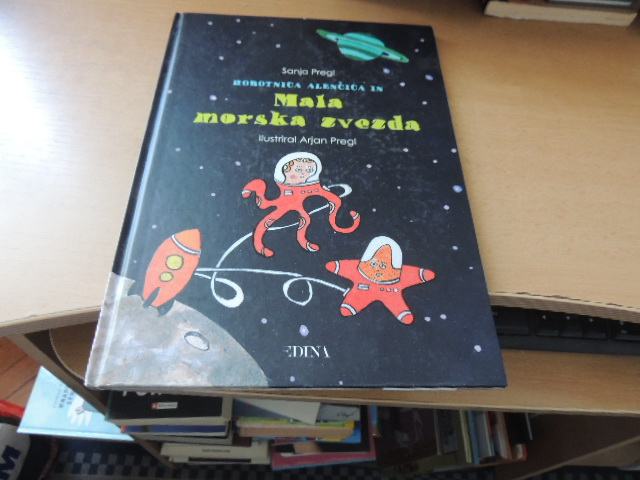 Sanja Pregl
HOBOTNICA ALENČICA IN
Mala
morska zvezda
Ilustriral Arjan Pregl
EDINA